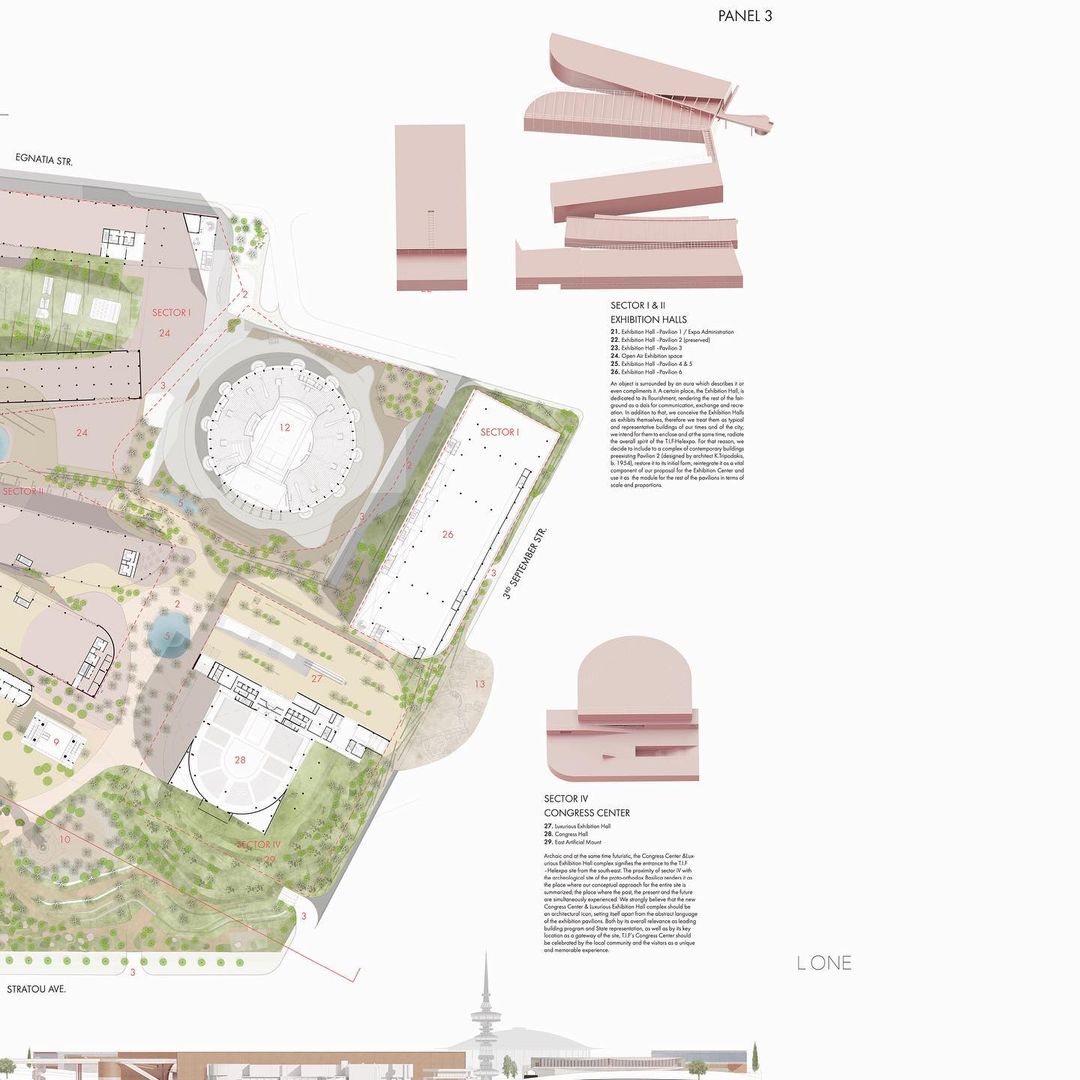 PANEL 3
EGNATIA STR.
2
SECTOR I
24
3
24
SECTOR II
12
2
SECTOR I
3
5
26
3RD SEPTEMBER STR.
3
7
2
5
27
13
9
28
10
SECTOR IV
29
3
3
STRATOU AVE.
SECTOR I & II
EXHIBITION HALLS
21. Exhibition Hall -Pavilion 1 / Expo Administration
22. Exhibition Hall -Pavilion 2 (preserved)
23. Exhibition Hall -Pavilion 3
24. Open Air Exhibition space
25. Exhibition Hall -Pavilion 4 & 5
26. Exhibition Hall -Pavilion 6
An object is surrounded by an aura which describes it or
even compliments it. A certain place, the Exhibition Hall, is
dedicated to its flourishment, rendering the rest of the fair-
ground as a dais for communication, exchange and recre-
ation. In addition to that, we conceive the Exhibition Halls
as exhibits themselves, therefore we treat them as typical
and representative buildings of our times and of the city;
we intend for them to enclose and at the same time, radiate
the overall spirit of the T.I.F-Helexpo. For that reason, we
decide to include to a complex of contemporary buildings
preexisting Pavilion 2 (designed by architect K.Tripodakis,
b. 1954), restore it to its initial form, reintegrate it as a vital
component of our proposal for the Exhibition Center and
use it as the module for the rest of the pavilions in terms of
scale and proportions.
SECTOR IV
CONGRESS CENTER
27. Luxurious Exhibition Hall
28. Congress Hall
29. East Artificial Mount
Archaic and at the same time futuristic, the Congress Center &Lux-
urious Exhibition Hall complex signifies the entrance to the T.I.F
-Helexpo site from the south-east. The proximity of sector IV with
the archeological site of the proto-orthodox Basilica renders it as
the place where our conceptual approach for the entire site is
summarized; the place where the past, the present and the future
are simultaneously experienced. We strongly believe that the new
Congress Center & Luxurious Exhibition Hall complex should be
an architectural icon, setting itself apart from the abstract language
of the exhibition pavilions. Both by its overall relevance as leading
building program and State representation, as well as by its key
location as a gateway of the site, T.I.F's Congress Center should
be celebrated by the local community and the visitors as a unique
and memorable experience.
L ONE